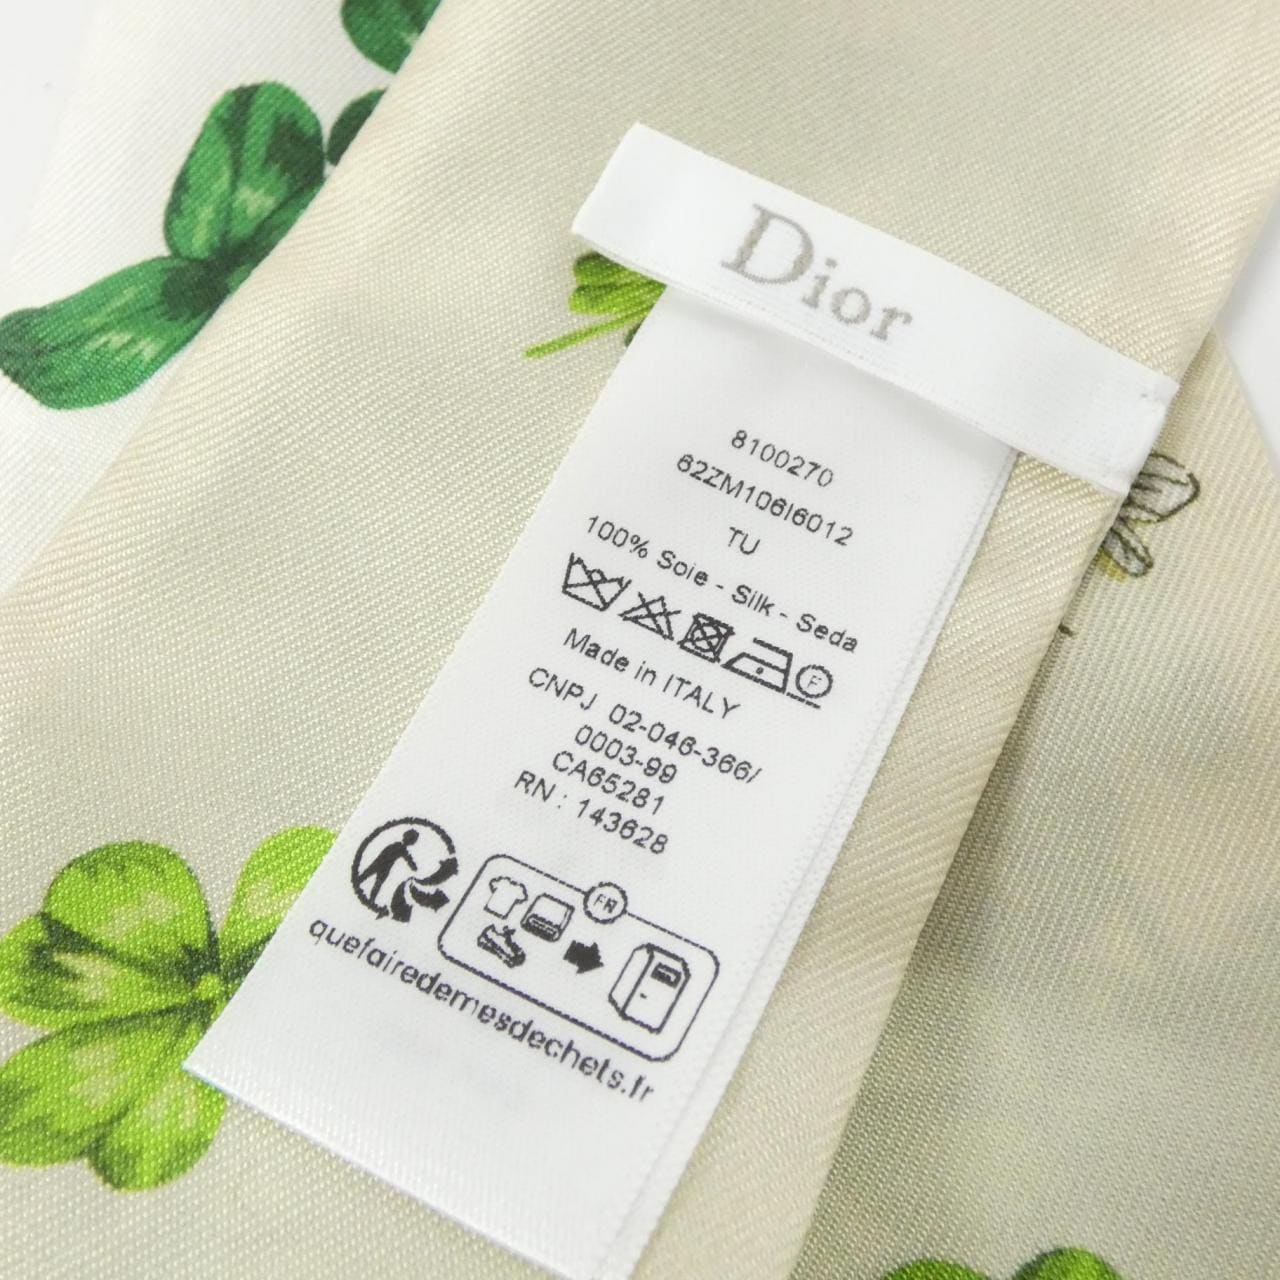 Dior
8100270
62ZM106I6012
TU
100% Soie - Silk - Seda
F
Made in ITALY
CNPJ 02-046-366/
0003-99
CA65281
RN : 143628
FR
quefairedemesdechets.fr